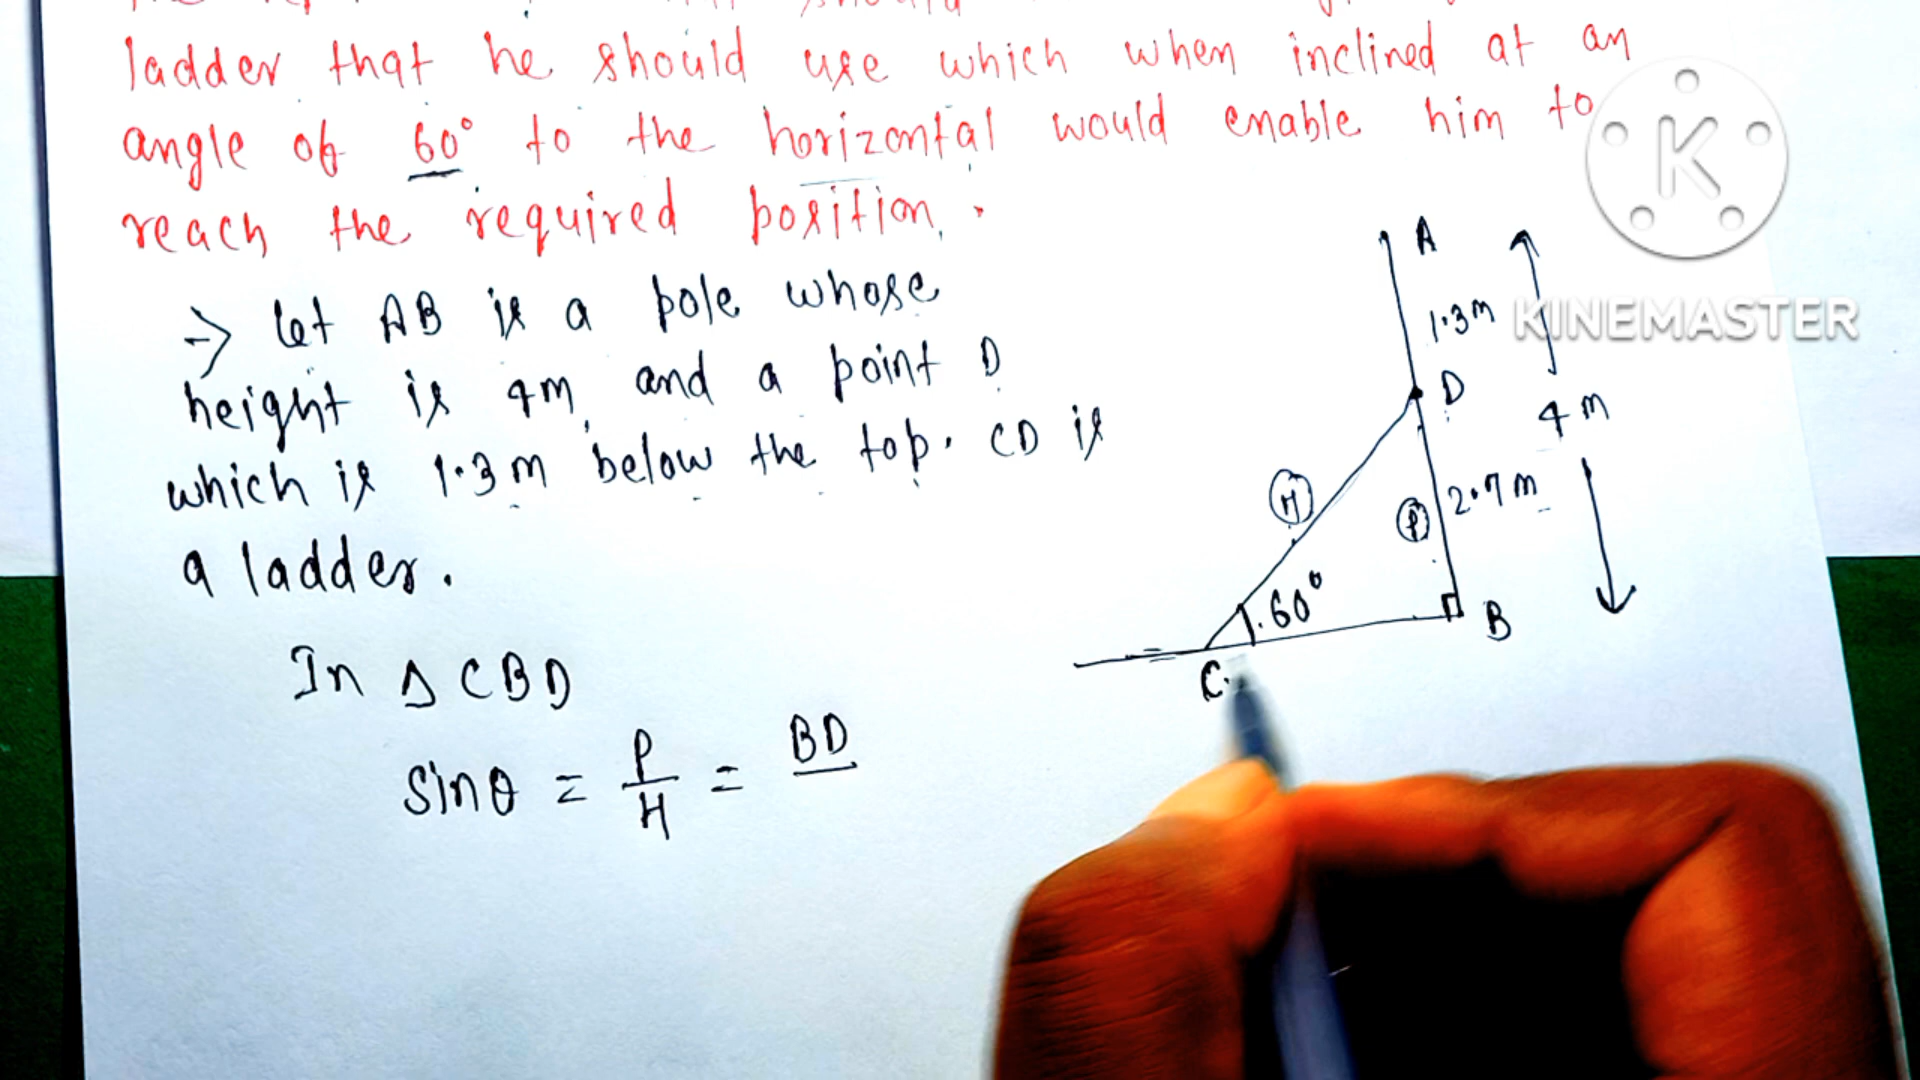 should
ladder that he should use which when inclined at an
angle of 60° to the horizontal would enable him to
reach the required position.
→ Let AB is a pole whose
height is 4m and a point D
which is 1.3m below the top. CD is
a ladder.
In Δ CBD
sinθ = P/H = BD
A
1.3m
D
4 m
H
P
2.7m
60°
B
C
K
KINEMASTER